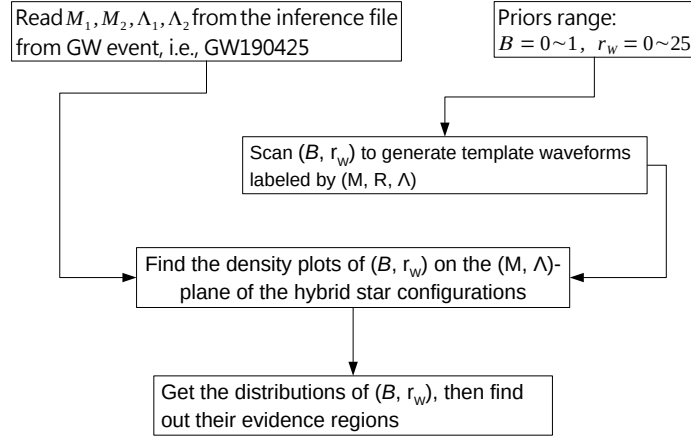 Read M₁, M₂, Λ₁, Λ₂ from the inference file
from GW event, i.e., GW190425
Priors range:
B = 0~1, r_W = 0~25
Scan (B, r_w) to generate template waveforms
labeled by (M, R, Λ)
Find the density plots of (B, r_w) on the (M, Λ)-
plane of the hybrid star configurations
Get the distributions of (B, r_w), then find
out their evidence regions